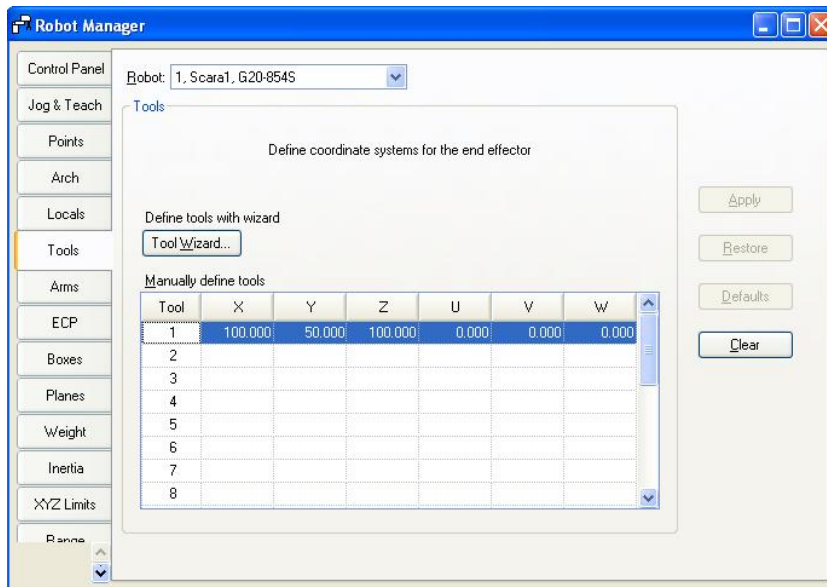 Robot Manager
Control Panel
Jog & Teach
Points
Arch
Locals
Tools
Arms
ECP
Boxes
Planes
Weight
Inertia
XYZ Limits
Range
Robot: 1, Scara1, G20-854S
Tools
Define coordinate systems for the end effector
Define tools with wizard
Tool Wizard...
Manually define tools
Tool X Y Z U V W
1 100.000 50.000 100.000 0.000 0.000 0.000
2
3
4
5
6
7
8
Apply
Restore
Defaults
Clear